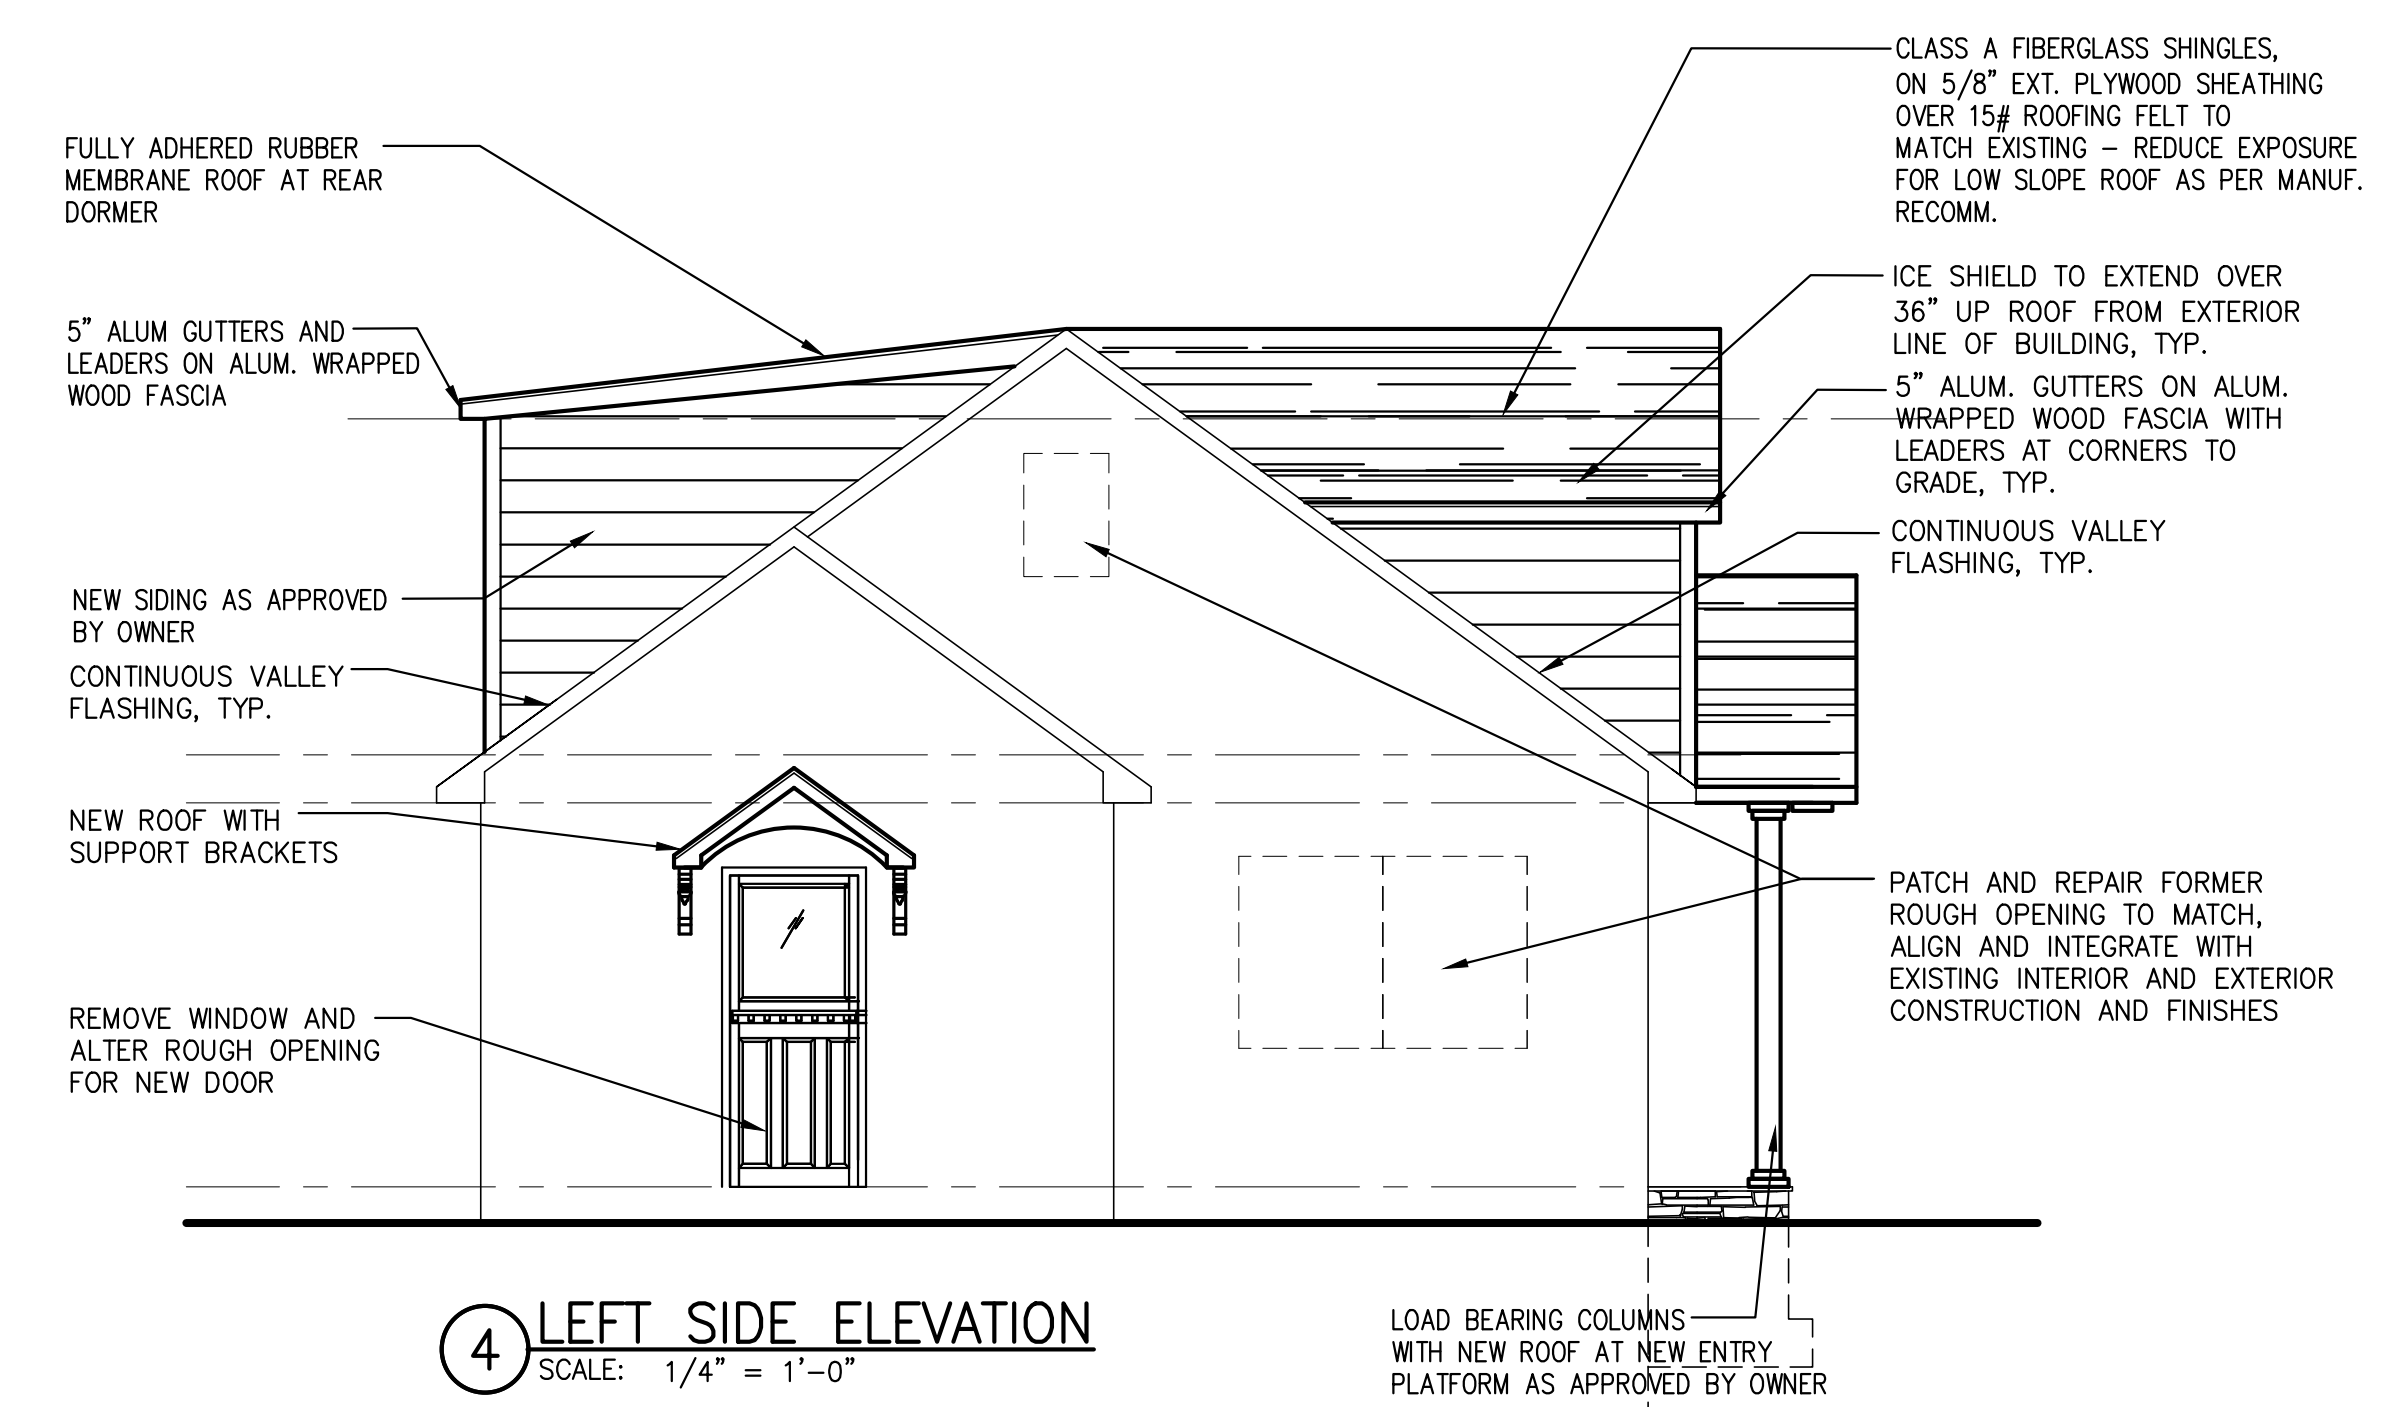 FULLY ADHERED RUBBER
MEMBRANE ROOF AT REAR
DORMER
5" ALUM GUTTERS AND
LEADERS ON ALUM. WRAPPED
WOOD FASCIA
NEW SIDING AS APPROVED
BY OWNER
CONTINUOUS VALLEY
FLASHING, TYP.
NEW ROOF WITH
SUPPORT BRACKETS
REMOVE WINDOW AND
ALTER ROUGH OPENING
FOR NEW DOOR
CLASS A FIBERGLASS SHINGLES,
ON 5/8" EXT. PLYWOOD SHEATHING
OVER 15# ROOFING FELT TO
MATCH EXISTING – REDUCE EXPOSURE
FOR LOW SLOPE ROOF AS PER MANUF.
RECOMM.
ICE SHIELD TO EXTEND OVER
36" UP ROOF FROM EXTERIOR
LINE OF BUILDING, TYP.
5" ALUM. GUTTERS ON ALUM.
WRAPPED WOOD FASCIA WITH
LEADERS AT CORNERS TO
GRADE, TYP.
CONTINUOUS VALLEY
FLASHING, TYP.
PATCH AND REPAIR FORMER
ROUGH OPENING TO MATCH,
ALIGN AND INTEGRATE WITH
EXISTING INTERIOR AND EXTERIOR
CONSTRUCTION AND FINISHES
LOAD BEARING COLUMNS
WITH NEW ROOF AT NEW ENTRY
PLATFORM AS APPROVED BY OWNER
4 LEFT SIDE ELEVATION
SCALE: 1/4" = 1'-0"